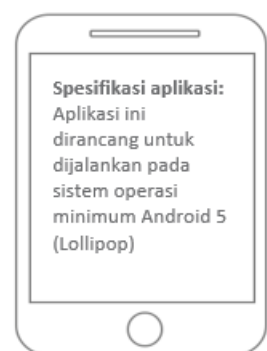 Spesifikasi aplikasi:
Aplikasi ini
dirancang untuk
dijalankan pada
sistem operasi
minimum Android 5
(Lollipop)